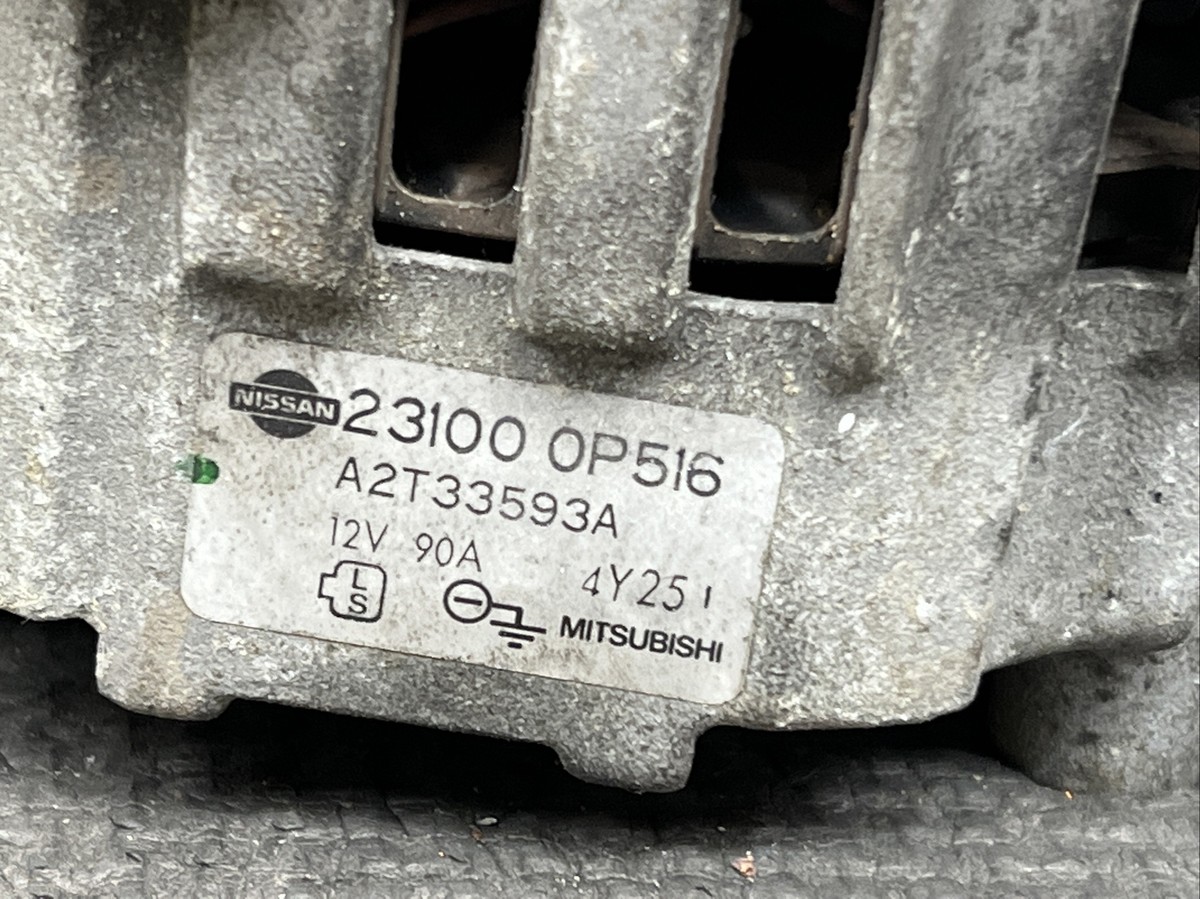 NISSAN 23100 0P516
A2T33593A
12V 90A
4Y25 I
L
S
MITSUBISHI